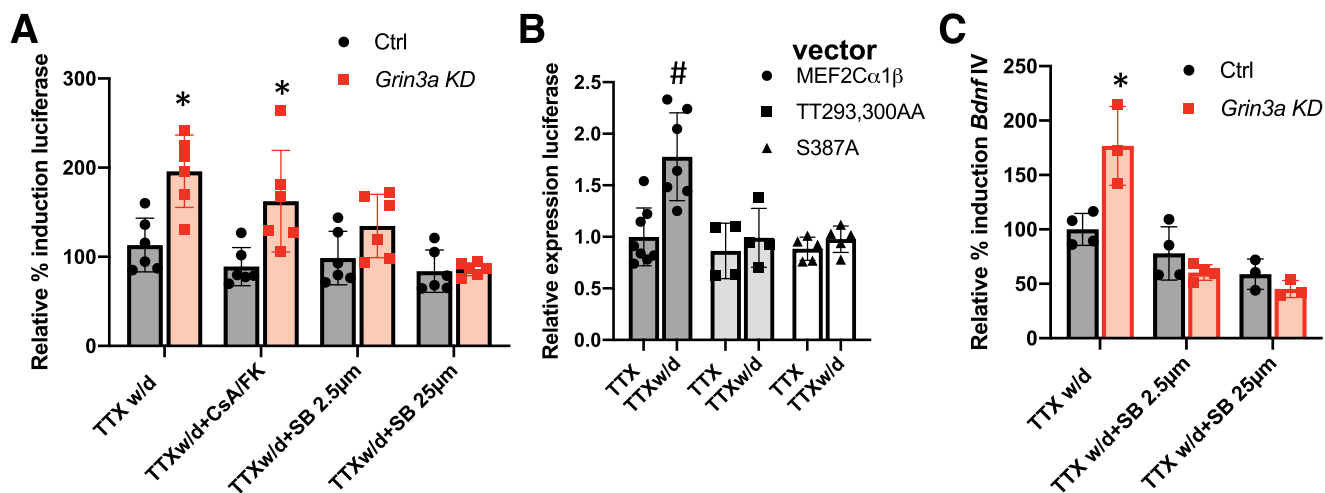 A
Ctrl
Grin3a KD
Relative % induction luciferase
300
200
100
0
*
*
TTX w/d
TTXw/d+CsA/FK
TTXw/d+SB 2.5µm
TTXw/d+SB 25µm
B
vector
MEF2Cα1β
TT293,300AA
S387A
Relative expression luciferase
2.5
2.0
1.5
1.0
0.5
0.0
#
TTX
TTXw/d
TTX
TTXw/d
TTX
TTXw/d
C
Ctrl
Grin3a KD
Relative % induction Bdnf IV
250
200
150
100
50
0
*
TTX w/d
TTX w/d+SB 2.5µm
TTX w/d+SB 25µm